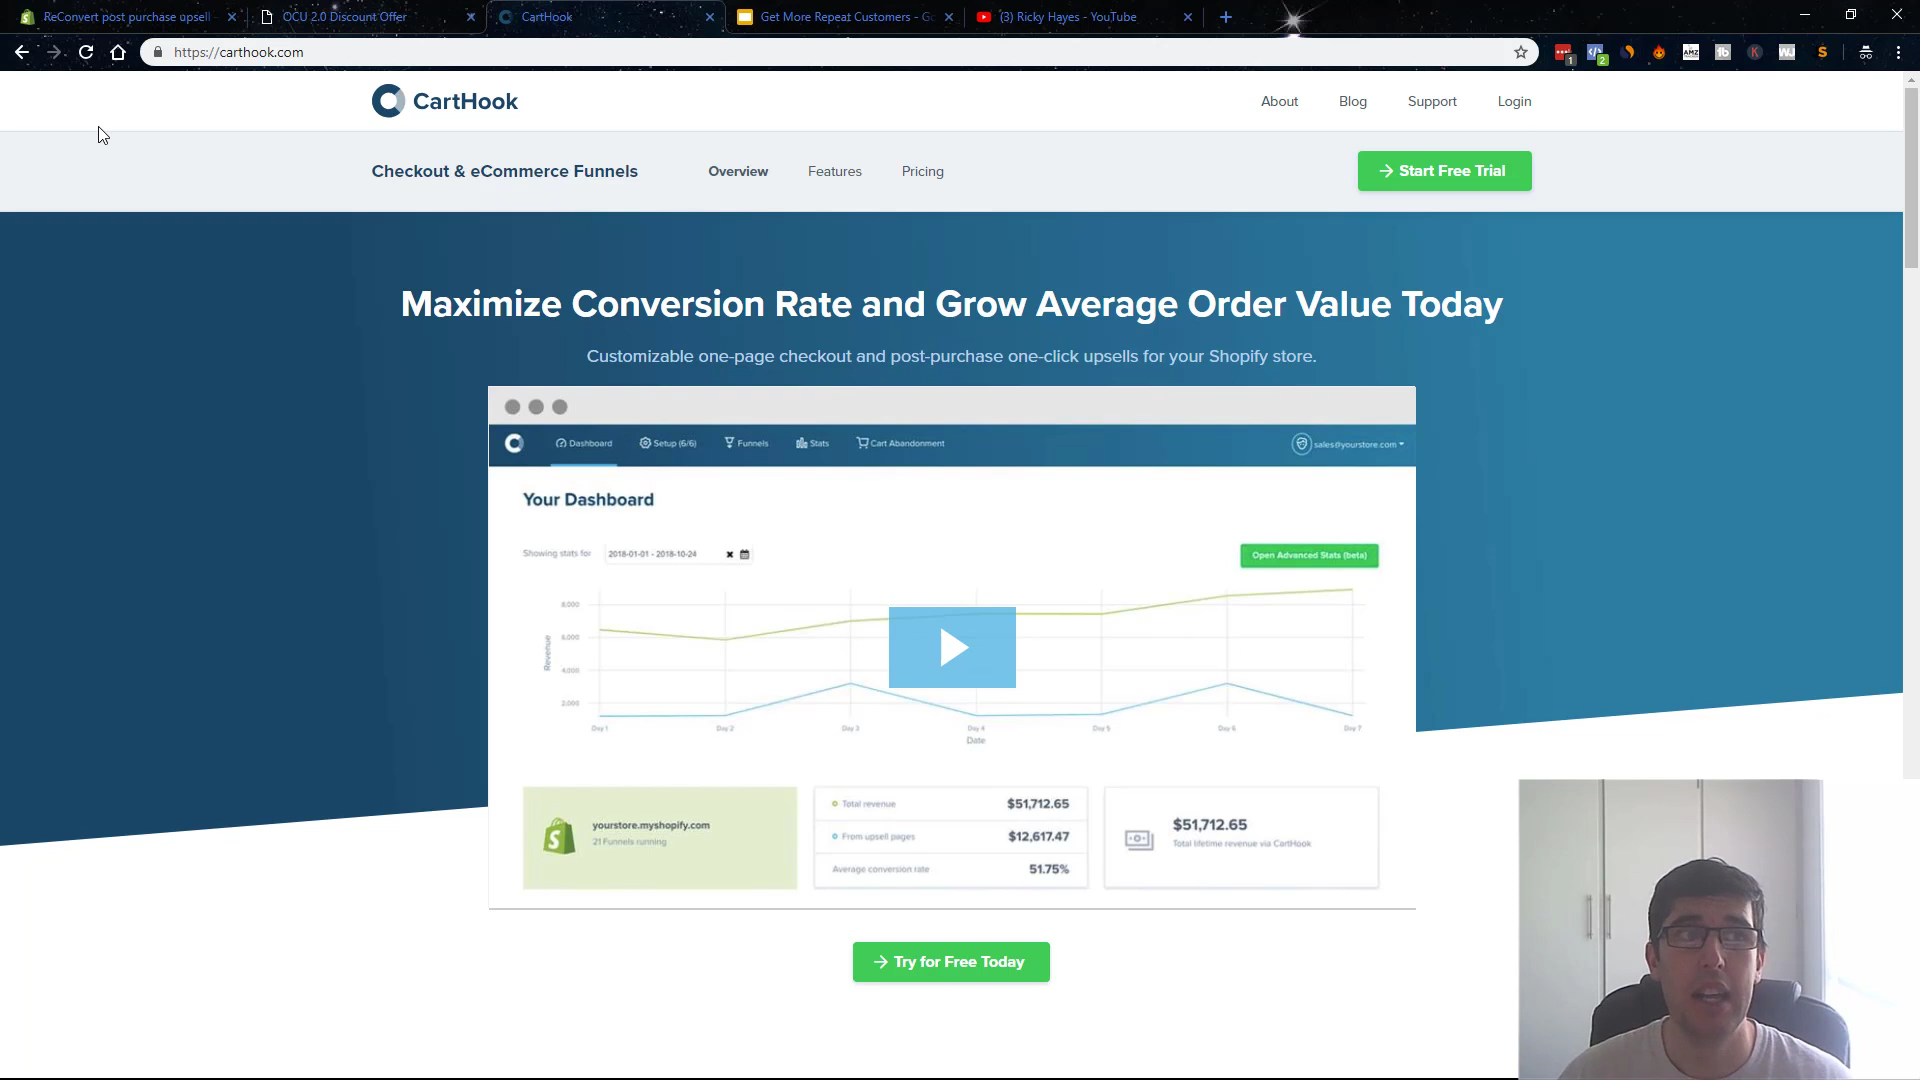 ReConvert post purchase upsell
OCU 2.0 Discount Offer
CartHook
Get More Repeat Customers - Go
(3) Ricky Hayes - YouTube
https://carthook.com
1
2
AMZ
fb
K
WJ
S
CartHook
About
Blog
Support
Login
Checkout & eCommerce Funnels
Overview
Features
Pricing
→ Start Free Trial
Maximize Conversion Rate and Grow Average Order Value Today
Customizable one-page checkout and post-purchase one-click upsells for your Shopify store.
Dashboard
Setup (6/6)
Funnels
Stats
Cart Abandonment
sales@yourstore.com
Your Dashboard
Showing stats for
2018-01-01 - 2018-10-24
Open Advanced Stats (beta)
Revenue
8,000
6,000
4,000
2,000
Day 1
Day 2
Day 3
Day 4
Day 5
Day 6
Day 7
Date
yourstore.myshopify.com
21 Funnels running
Total revenue $51,712.65
From upsell pages $12,617.47
Average conversion rate 51.75%
$51,712.65
Total lifetime revenue via CartHook
→ Try for Free Today